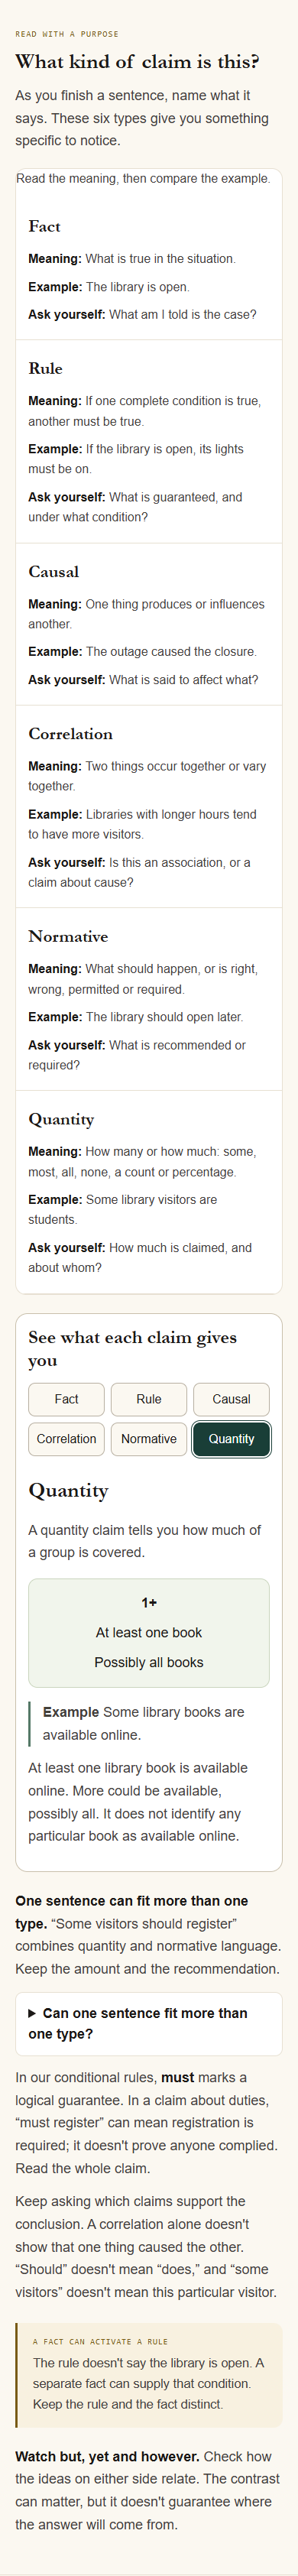 READ WITH A PURPOSE
What kind of claim is this?
As you finish a sentence, name what it
says. These six types give you something
specific to notice.
Read the meaning, then compare the example.
Fact
Meaning: What is true in the situation.
Example: The library is open.
Ask yourself: What am I told is the case?
Rule
Meaning: If one complete condition is true,
another must be true.
Example: If the library is open, its lights
must be on.
Ask yourself: What is guaranteed, and
under what condition?
Causal
Meaning: One thing produces or influences
another.
Example: The outage caused the closure.
Ask yourself: What is said to affect what?
Correlation
Meaning: Two things occur together or vary
together.
Example: Libraries with longer hours tend
to have more visitors.
Ask yourself: Is this an association, or a
claim about cause?
Normative
Meaning: What should happen, or is right,
wrong, permitted or required.
Example: The library should open later.
Ask yourself: What is recommended or
required?
Quantity
Meaning: How many or how much: some,
most, all, none, a count or percentage.
Example: Some library visitors are
students.
Ask yourself: How much is claimed, and
about whom?
See what each claim gives
you
Fact Rule Causal
Correlation Normative Quantity
Quantity
A quantity claim tells you how much of
a group is covered.
1+
At least one book
Possibly all books
Example Some library books are
available online.
At least one library book is available
online. More could be available,
possibly all. It does not identify any
particular book as available online.
One sentence can fit more than one
type. “Some visitors should register”
combines quantity and normative language.
Keep the amount and the recommendation.
▶ Can one sentence fit more than
one type?
In our conditional rules, must marks a
logical guarantee. In a claim about duties,
“must register” can mean registration is
required; it doesn't prove anyone complied.
Read the whole claim.
Keep asking which claims support the
conclusion. A correlation alone doesn't
show that one thing caused the other.
“Should” doesn't mean “does,” and “some
visitors” doesn't mean this particular visitor.
A FACT CAN ACTIVATE A RULE
The rule doesn't say the library is open. A
separate fact can supply that condition.
Keep the rule and the fact distinct.
Watch but, yet and however. Check how
the ideas on either side relate. The contrast
can matter, but it doesn't guarantee where
the answer will come from.